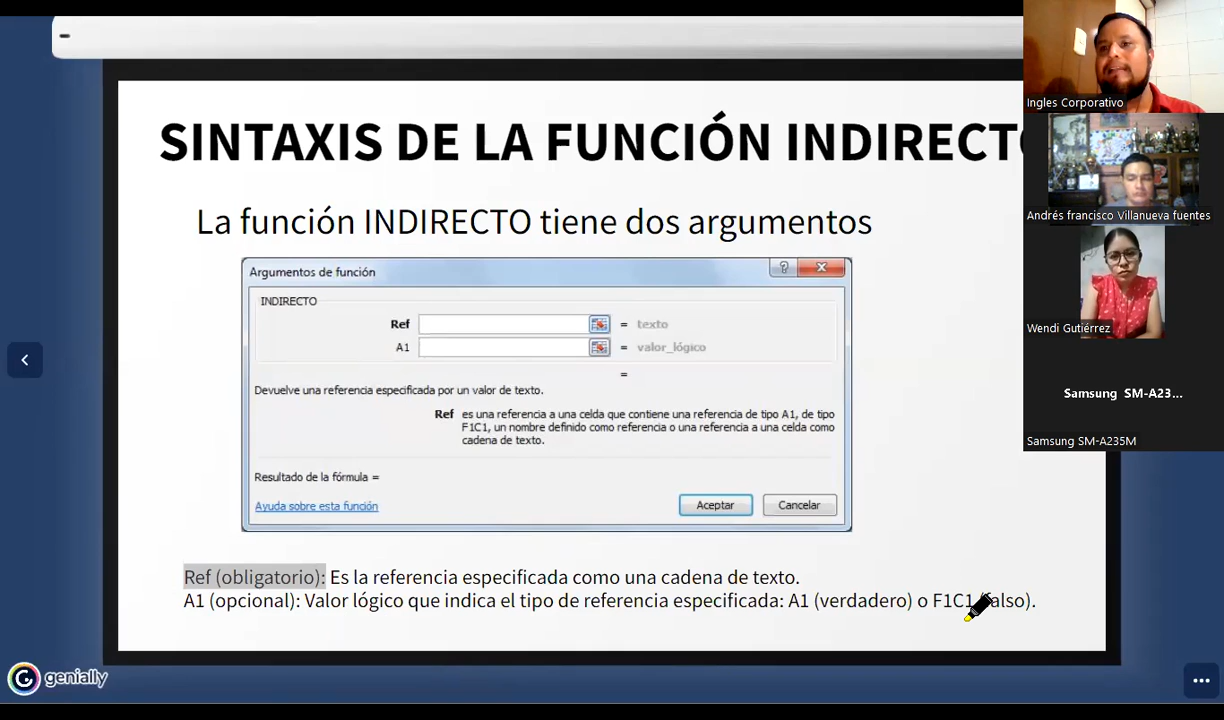 SINTAXIS DE LA FUNCIÓN INDIRECTO
La función INDIRECTO tiene dos argumentos
Argumentos de función
?
INDIRECTO
Ref = texto
A1 = valor_lógico
=
Devuelve una referencia especificada por un valor de texto.
Ref es una referencia a una celda que contiene una referencia de tipo A1, de tipo
F1C1, un nombre definido como referencia o una referencia a una celda como
cadena de texto.
Resultado de la fórmula =
Ayuda sobre esta función
Aceptar
Cancelar
Ref (obligatorio): Es la referencia especificada como una cadena de texto.
A1 (opcional): Valor lógico que indica el tipo de referencia especificada: A1 (verdadero) o F1C1 (falso).
genially
Ingles Corporativo
Andrés francisco Villanueva fuentes
Wendi Gutiérrez
Samsung SM-A23...
Samsung SM-A235M